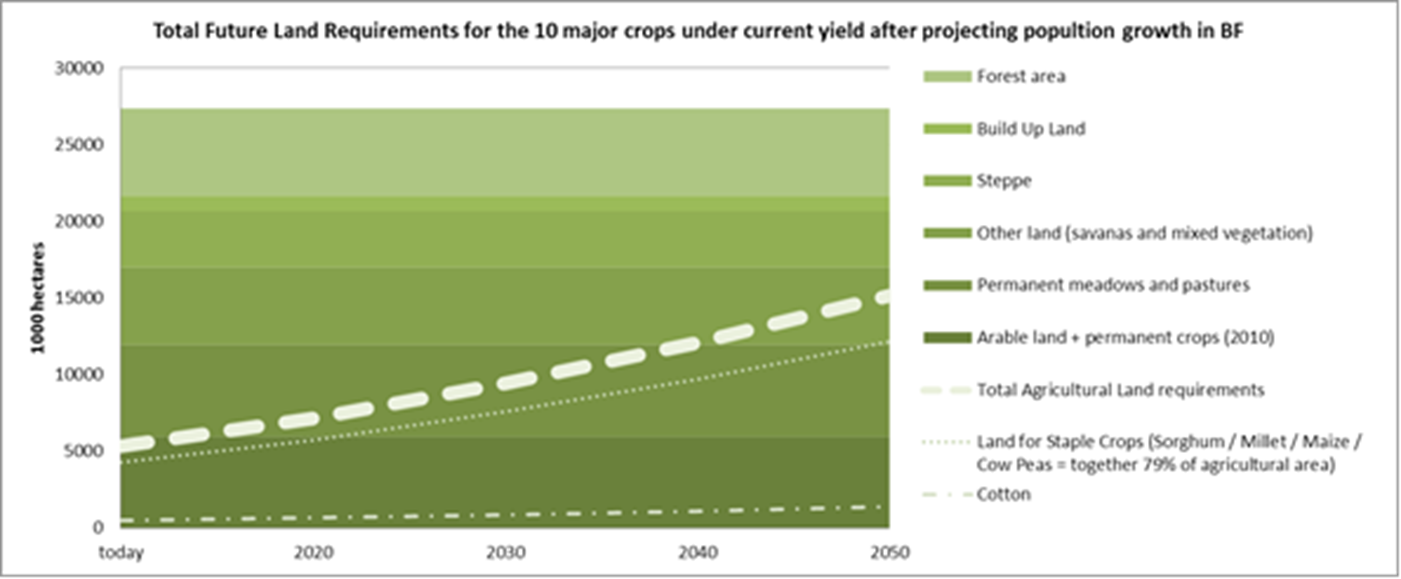 Total Future Land Requirements for the 10 major crops under current yield after projecting popultion growth in BF
30000
25000
20000
15000
10000
5000
0
1000 hectares
today
2020
2030
2040
2050
Forest area
Build Up Land
Steppe
Other land (savanas and mixed vegetation)
Permanent meadows and pastures
Arable land + permanent crops (2010)
Total Agricultural Land requirements
Land for Staple Crops (Sorghum / Millet / Maize /
Cow Peas = together 79% of agricultural area)
Cotton